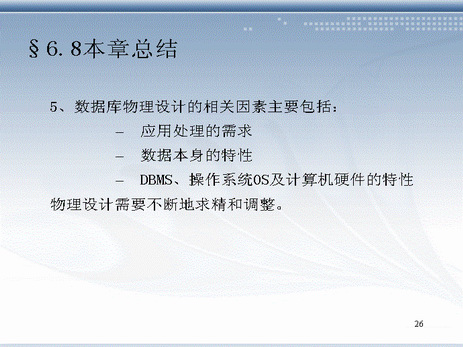 §6.8本章总结
5、数据库物理设计的相关因素主要包括：
– 应用处理的需求
– 数据本身的特性
– DBMS、操作系统OS及计算机硬件的特性
物理设计需要不断地求精和调整。
26